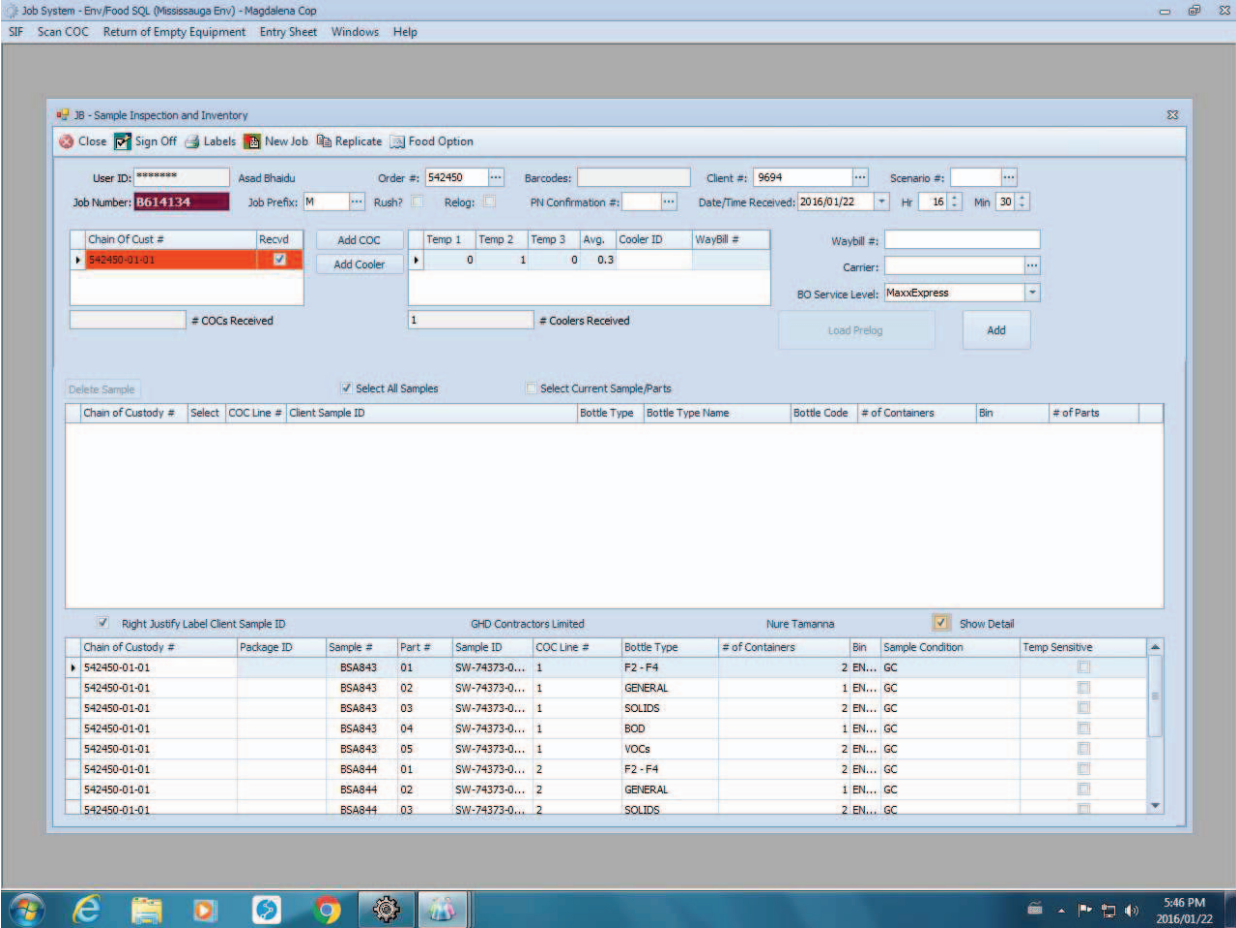 Job System - Env/Food SQL (Mississauga Env) - Magdalena Cop
SIF Scan COC Return of Empty Equipment Entry Sheet Windows Help
JB - Sample Inspection and Inventory
Close Sign Off Labels New Job Replicate Food Option
User ID: ******* Asad Bhaidu Order #: 542450 ... Barcodes: Client #: 9694 ... Scenario #: ...
Job Number: B614134 Job Prefix: M ... Rush? Relog: PN Confirmation #: ... Date/Time Received: 2016/01/22 Hr 16 Min 30
Chain Of Cust # Recvd Add COC Temp 1 Temp 2 Temp 3 Avg. Cooler ID WayBill # Waybill #:
542450-01-01 Add Cooler 0 1 0 0.3 Carrier: ...
BO Service Level: MaxxExpress
# COCs Received 1 # Coolers Received Load Prelog Add
Delete Sample Select All Samples Select Current Sample/Parts
Chain of Custody # Select COC Line # Client Sample ID Bottle Type Bottle Type Name Bottle Code # of Containers Bin # of Parts
Right Justify Label Client Sample ID GHD Contractors Limited Nure Tamanna Show Detail
Chain of Custody # Package ID Sample # Part # Sample ID COC Line # Bottle Type # of Containers Bin Sample Condition Temp Sensitive
542450-01-01 BSA843 01 SW-74373-0... 1 F2 - F4 2 EN... GC
542450-01-01 BSA843 02 SW-74373-0... 1 GENERAL 1 EN... GC
542450-01-01 BSA843 03 SW-74373-0... 1 SOLIDS 2 EN... GC
542450-01-01 BSA843 04 SW-74373-0... 1 BOD 1 EN... GC
542450-01-01 BSA843 05 SW-74373-0... 1 VOCs 2 EN... GC
542450-01-01 BSA844 01 SW-74373-0... 2 F2 - F4 2 EN... GC
542450-01-01 BSA844 02 SW-74373-0... 2 GENERAL 1 EN... GC
542450-01-01 BSA844 03 SW-74373-0... 2 SOLIDS 2 EN... GC
5:46 PM
2016/01/22